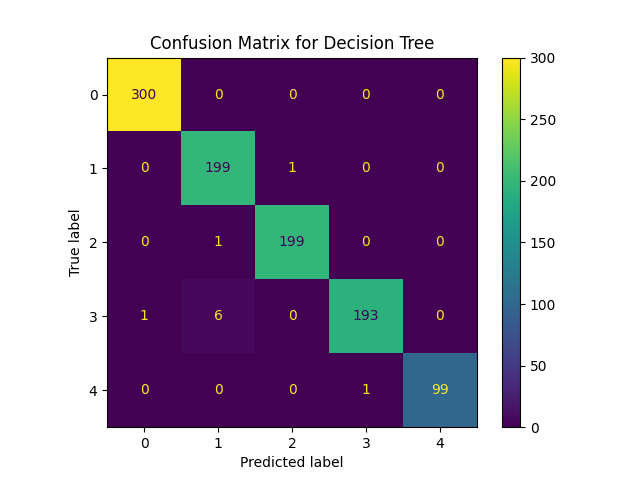 Confusion Matrix for Decision Tree
True label
0 300 0 0 0 0
1 0 199 1 0 0
2 0 1 199 0 0
3 1 6 0 193 0
4 0 0 0 1 99
0 1 2 3 4
Predicted label
300
250
200
150
100
50
0